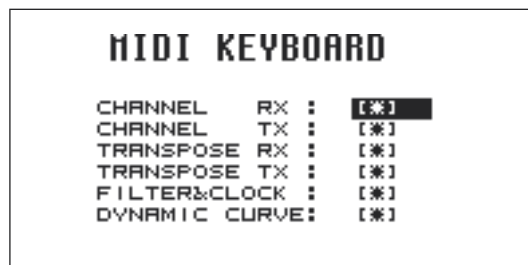 MIDI KEYBOARD
CHANNEL RX : [*]
CHANNEL TX : [*]
TRANSPOSE RX : [*]
TRANSPOSE TX : [*]
FILTER&CLOCK : [*]
DYNAMIC CURVE: [*]